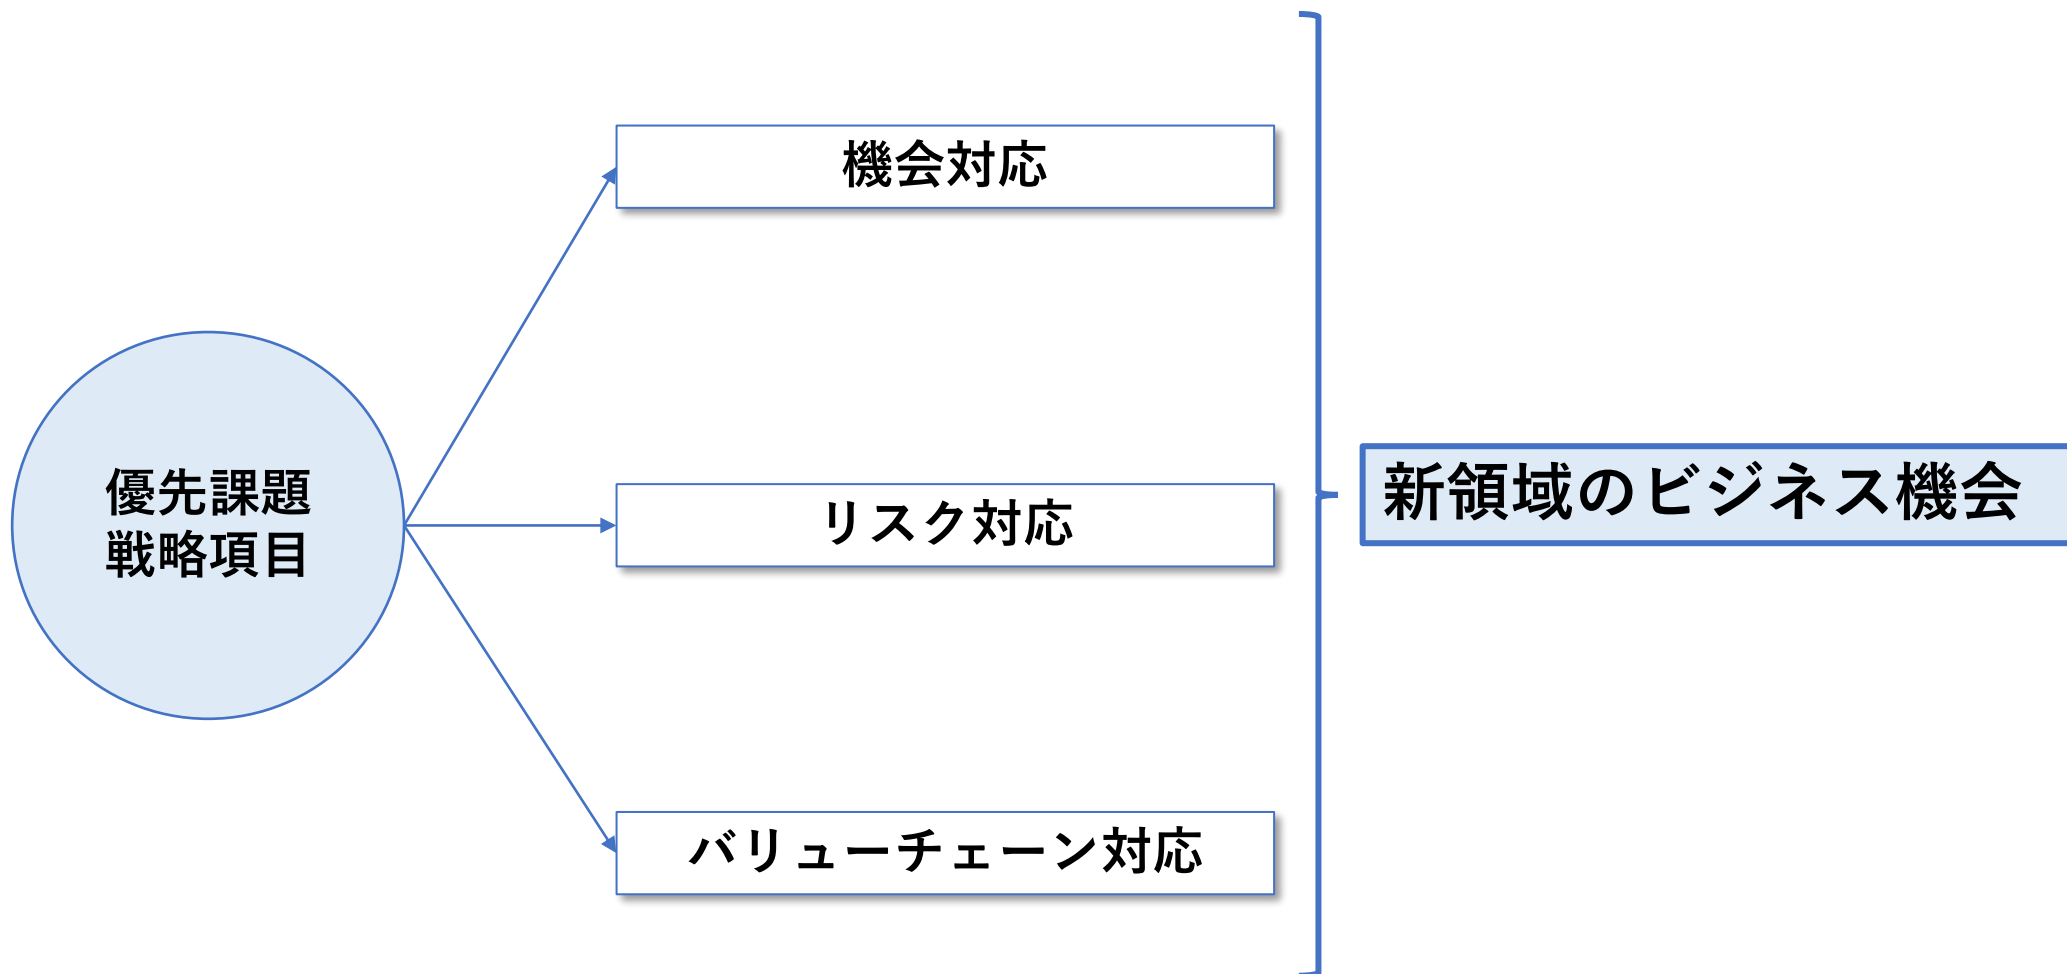 優先課題
戦略項目
機会対応
リスク対応
バリューチェーン対応
新領域のビジネス機会